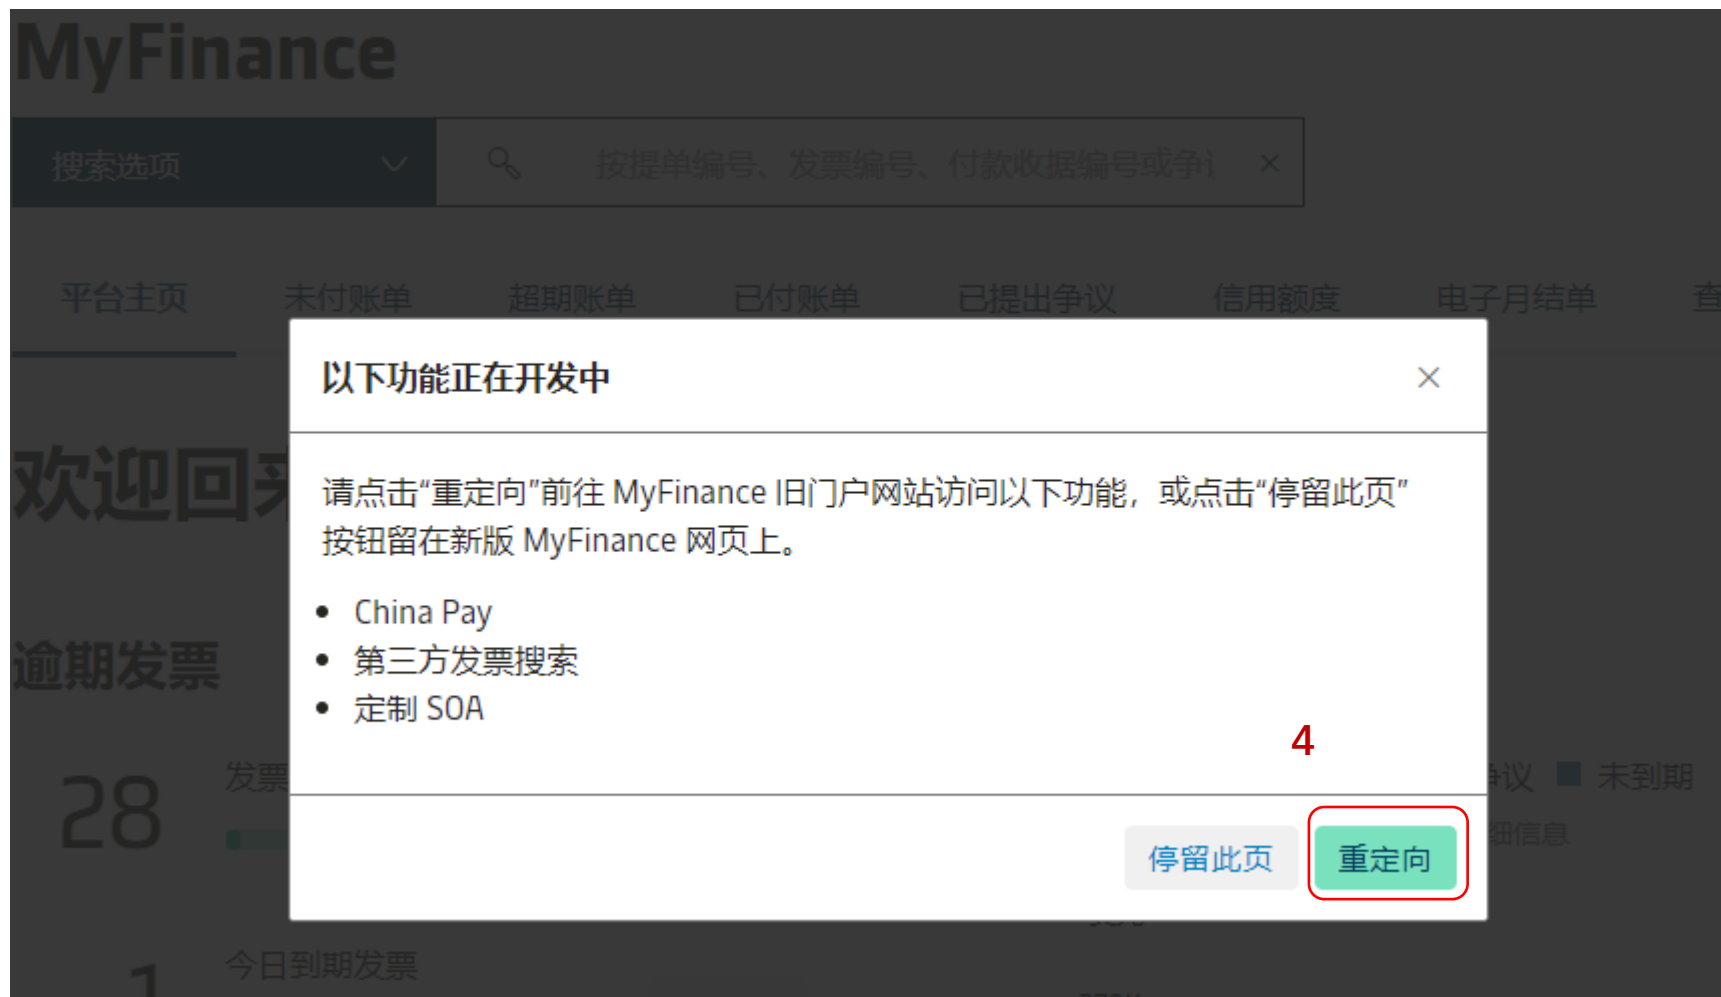 MyFinance
搜索选项
按提单编号、发票编号、付款收据编号或争
平台主页 未付账单 超期账单 已付账单 已提出争议 信用额度 电子月结单 查
以下功能正在开发中
欢迎回来
请点击“重定向”前往 MyFinance 旧门户网站访问以下功能，或点击“停留此页”
按钮留在新版 MyFinance 网页上。
• China Pay
• 第三方发票搜索
• 定制 SOA
逾期发票
4
28 发票 争议 未到期
细信息
停留此页 重定向
1 今日到期发票